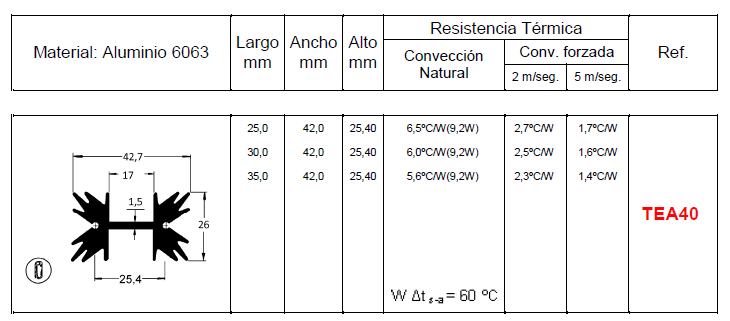 Material: Aluminio 6063
Largo mm
Ancho mm
Alto mm
Resistencia Térmica
Convección Natural
Conv. forzada
2 m/seg.
5 m/seg.
Ref.
25,0 42,0 25,40 6,5ºC/W(9,2W) 2,7ºC/W 1,7ºC/W
30,0 42,0 25,40 6,0ºC/W(9,2W) 2,5ºC/W 1,6ºC/W
35,0 42,0 25,40 5,6ºC/W(9,2W) 2,3ºC/W 1,4ºC/W
42,7
17
1,5
26
25,4
TEA40
W Δt s-a = 60 ºC